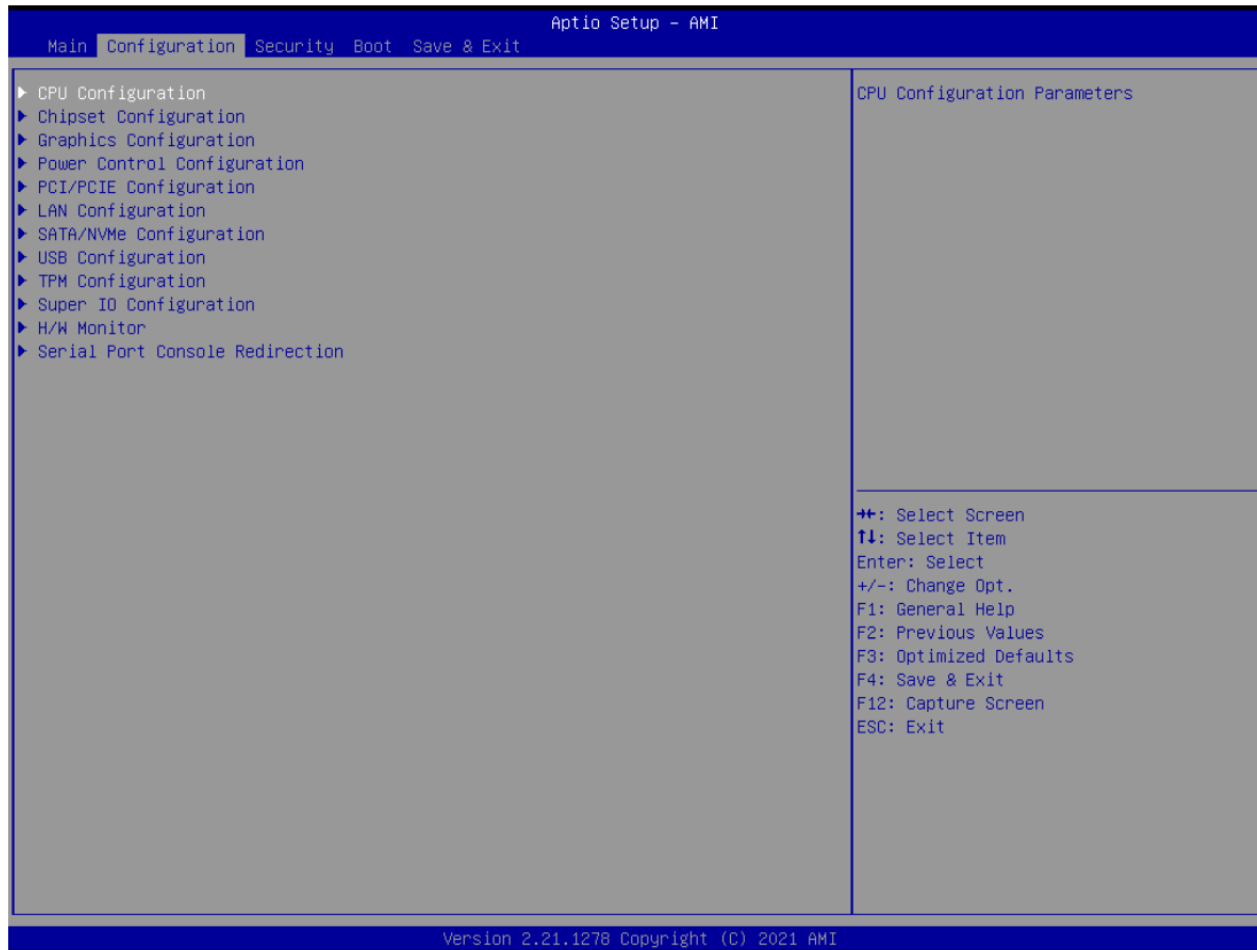 Aptio Setup – AMI
Main Configuration Security Boot Save & Exit
▶ CPU Configuration
▶ Chipset Configuration
▶ Graphics Configuration
▶ Power Control Configuration
▶ PCI/PCIE Configuration
▶ LAN Configuration
▶ SATA/NVMe Configuration
▶ USB Configuration
▶ TPM Configuration
▶ Super IO Configuration
▶ H/W Monitor
▶ Serial Port Console Redirection
CPU Configuration Parameters
→←: Select Screen
↑↓: Select Item
Enter: Select
+/-: Change Opt.
F1: General Help
F2: Previous Values
F3: Optimized Defaults
F4: Save & Exit
F12: Capture Screen
ESC: Exit
Version 2.21.1278 Copyright (C) 2021 AMI